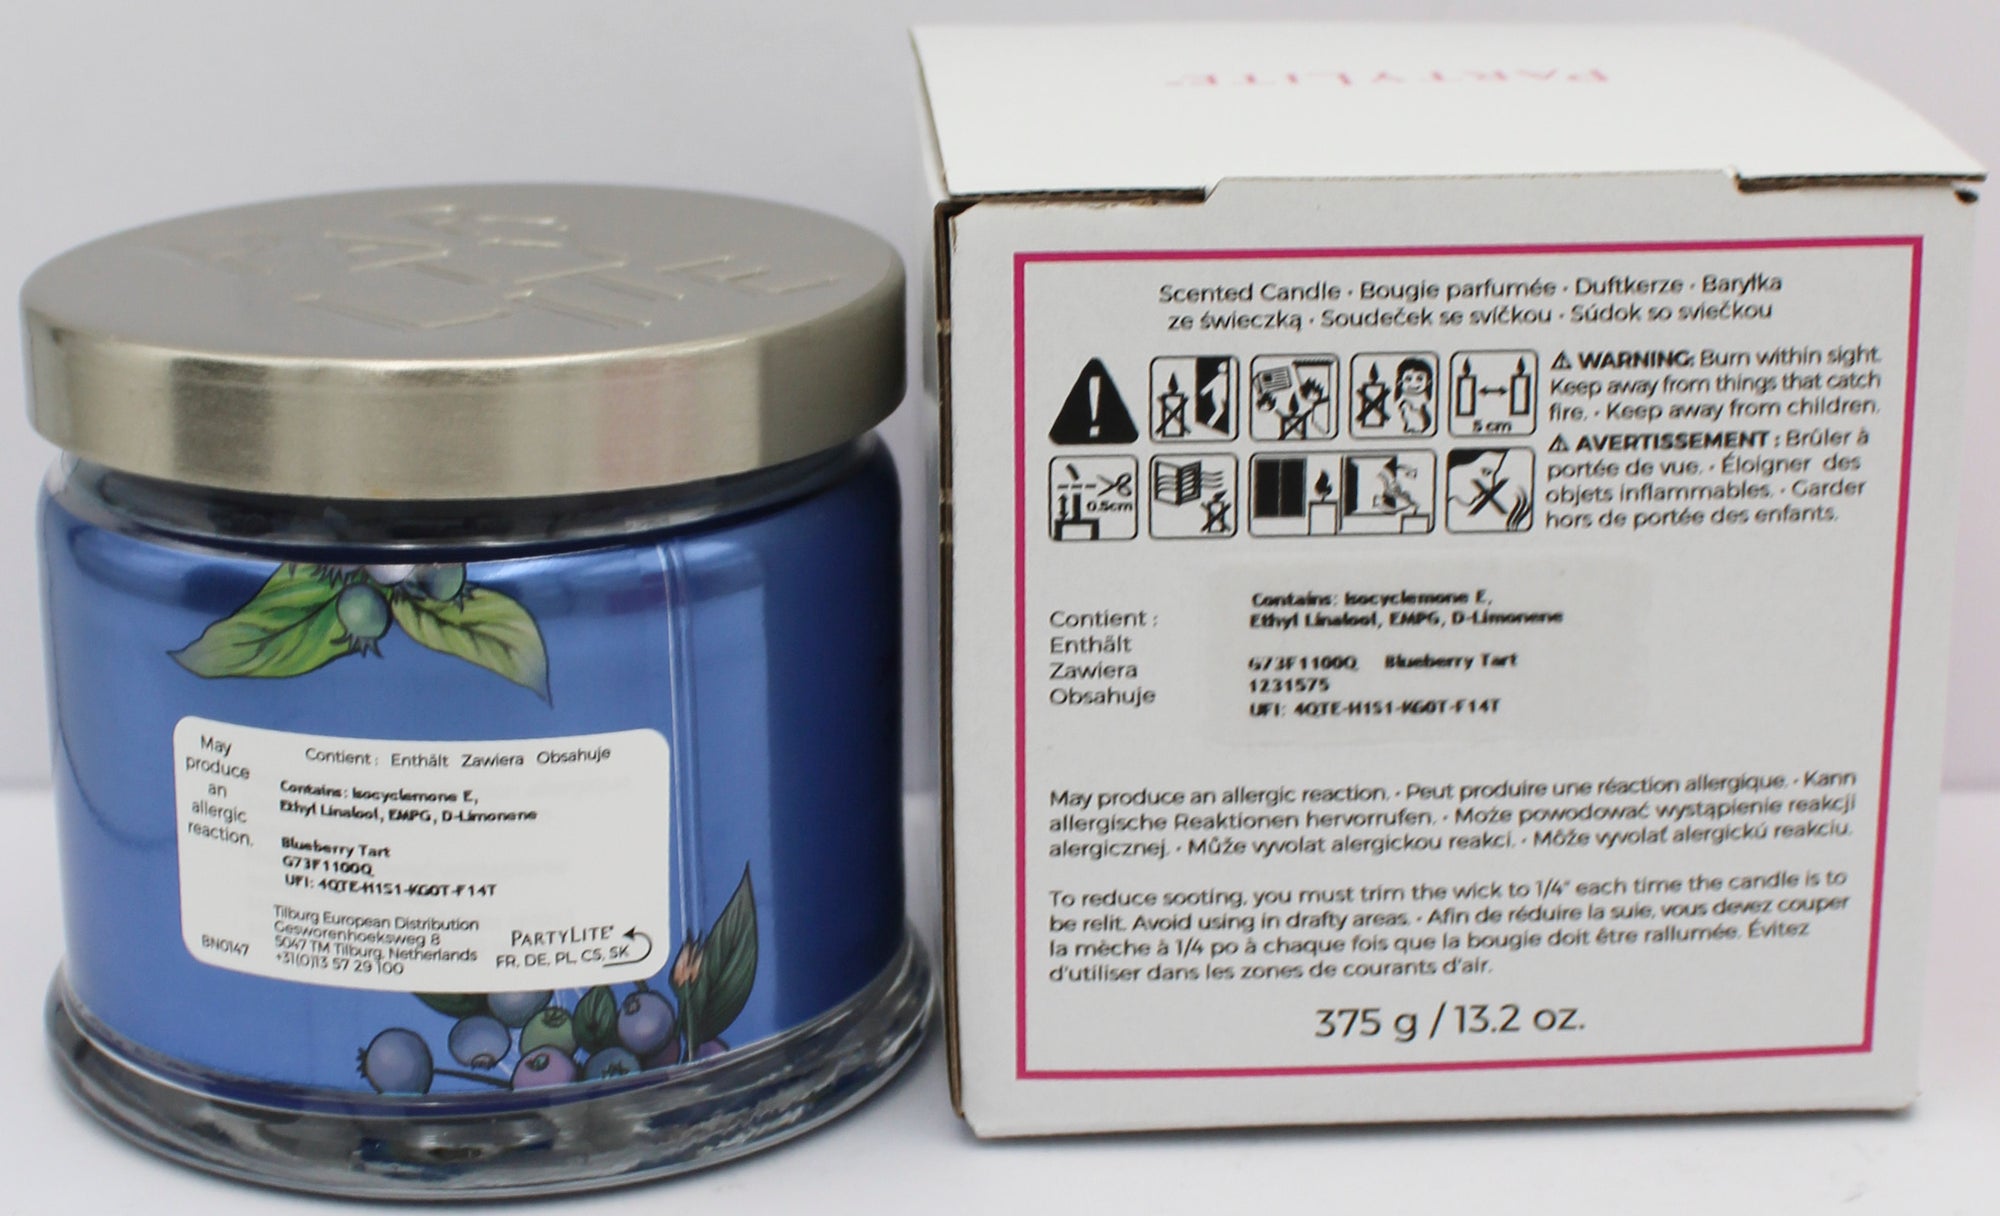 PARTY
LITE
May
produce
an
allergic
reaction.
Contient : Enthält Zawiera Obsahuje
Contains: Isocyclemone E,
Ethyl Linalool, EMPG, D-Limonene
Blueberry Tart
G73F1100Q
UFI: 4QTE-H1S1-KG0T-F14T
Tilburg European Distribution
Gesworenhoeksweg 8
5047 TM Tilburg, Netherlands
+31(0)13 57 29 100
BN0147
PARTYLITE®
FR, DE, PL, CS, SK
PARTYLITE®
Scented Candle · Bougie parfumée · Duftkerze · Baryłka
ze świeczką · Soudeček se svíčkou · Súdok so sviečkou
5 cm
0.5cm
⚠ WARNING: Burn within sight.
Keep away from things that catch
fire. · Keep away from children.
⚠ AVERTISSEMENT : Brûler à
portée de vue. · Éloigner des
objets inflammables. · Garder
hors de portée des enfants.
Contient :
Enthält
Zawiera
Obsahuje
Contains: Isocyclemone E,
Ethyl Linalool, EMPG, D-Limonene
G73F1100Q Blueberry Tart
1231575
UFI: 4QTE-H1S1-KG0T-F14T
May produce an allergic reaction. · Peut produire une réaction allergique. · Kann
allergische Reaktionen hervorrufen. · Może powodować wystąpienie reakcji
alergicznej. · Může vyvolat alergickou reakci. · Môže vyvolať alergickú reakciu.
To reduce sooting, you must trim the wick to 1/4" each time the candle is to
be relit. Avoid using in drafty areas. · Afin de réduire la suie, vous devez couper
la mèche à 1/4 po à chaque fois que la bougie doit être rallumée. Évitez
d'utiliser dans les zones de courants d'air.
375 g / 13.2 oz.